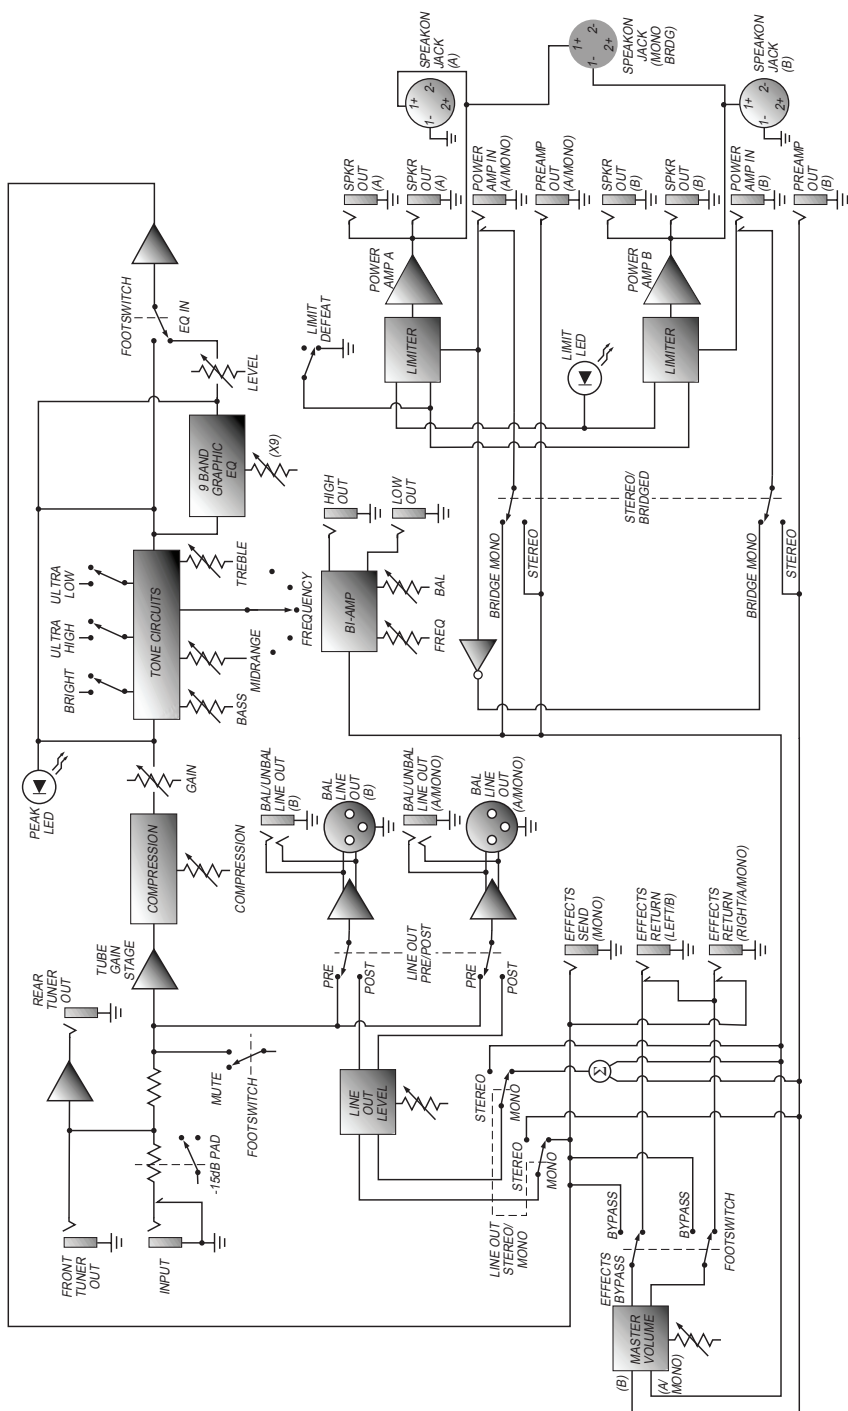 FRONT
TUNER
OUT
INPUT
REAR
TUNER
OUT
-15dB PAD
MUTE
FOOTSWITCH
TUBE
GAIN
STAGE
COMPRESSION
COMPRESSION
GAIN
PEAK
LED
BRIGHT
ULTRA
HIGH
ULTRA
LOW
TONE CIRCUITS
BASS
MIDRANGE
TREBLE
FREQUENCY
9 BAND
GRAPHIC
EQ
(X9)
LEVEL
FOOTSWITCH
EQ IN
LINE
OUT
LEVEL
PRE
POST
PRE
POST
LINE OUT
PRE/POST
BAL/UNBAL
LINE OUT
(B)
BAL
LINE
OUT
(B)
BAL/UNBAL
LINE OUT
(A/MONO)
BAL
LINE
OUT
(A/MONO)
BI-AMP
FREQ
BAL
HIGH
OUT
LOW
OUT
LIMIT
DEFEAT
LIMITER
POWER
AMP A
SPKR
OUT
(A)
SPKR
OUT
(A)
POWER
AMP IN
(A/MONO)
PREAMP
OUT
(A/MONO)
SPEAKON
JACK
(A)
1+
2-
1-
2+
SPEAKON
JACK
(MONO
BRDG)
1+
2-
1-
2+
SPEAKON
JACK
(B)
1+
2-
1-
2+
LIMIT
LED
LIMITER
POWER
AMP B
SPKR
OUT
(B)
SPKR
OUT
(B)
POWER
AMP IN
(B)
PREAMP
OUT
(B)
BRIDGE MONO
STEREO
STEREO/
BRIDGED
BRIDGE MONO
STEREO
STEREO
MONO
STEREO
MONO
LINE OUT
STEREO/
MONO
Σ
EFFECTS
SEND
(MONO)
EFFECTS
RETURN
(LEFT/B)
EFFECTS
RETURN
(RIGHT/A/MONO)
BYPASS
BYPASS
EFFECTS
BYPASS
FOOTSWITCH
MASTER
VOLUME
(B)
(A/
MONO)